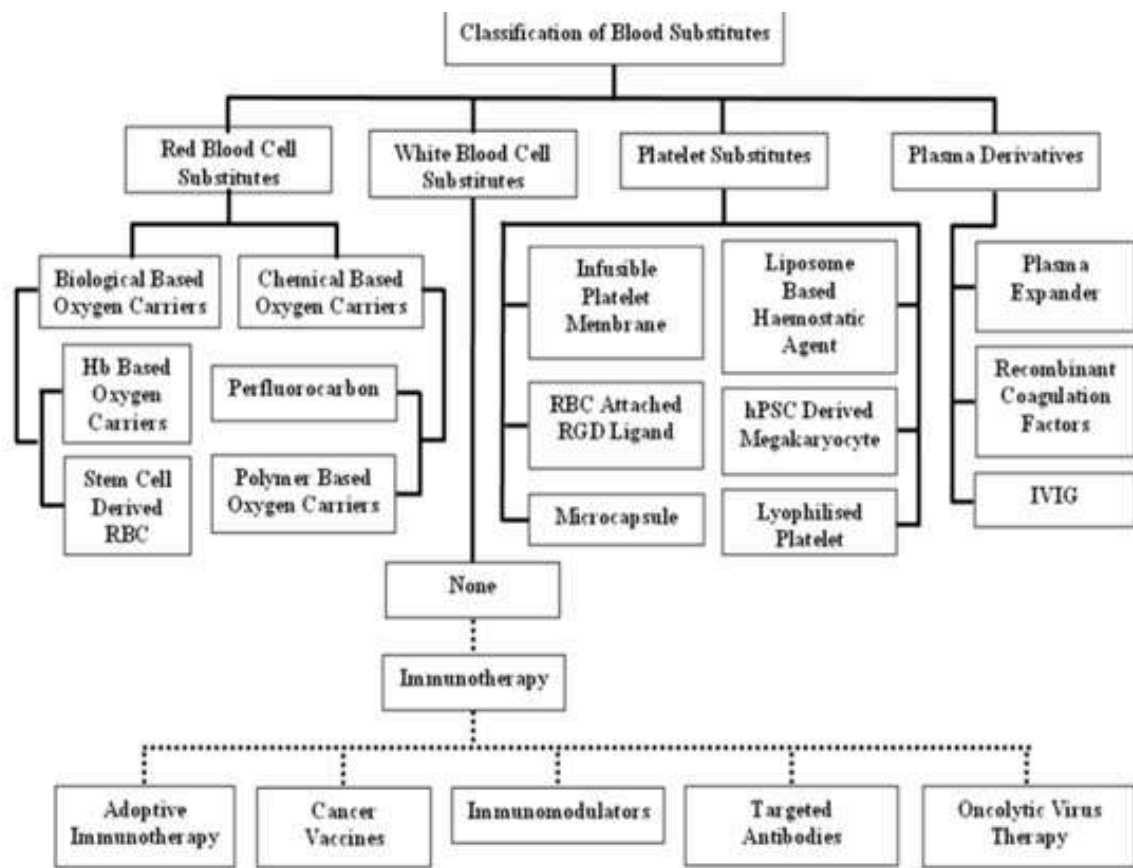 Classification of Blood Substitutes
Red Blood Cell
Substitutes
White Blood Cell
Substitutes
Platelet Substitutes
Plasma Derivatives
Biological Based
Oxygen Carriers
Chemical Based
Oxygen Carriers
Infusible
Platelet
Membrane
Liposome
Based
Haemostatic
Agent
Plasma
Expander
Hb Based
Oxygen
Carriers
Perfluorocarbon
RBC Attached
RGD Ligand
hPSC Derived
Megakaryocyte
Recombinant
Coagulation
Factors
Stem Cell
Derived
RBC
Polymer Based
Oxygen Carriers
Microcapsule
Lyophilised
Platelet
IVIG
None
Immunotherapy
Adoptive
Immunotherapy
Cancer
Vaccines
Immunomodulators
Targeted
Antibodies
Oncolytic Virus
Therapy